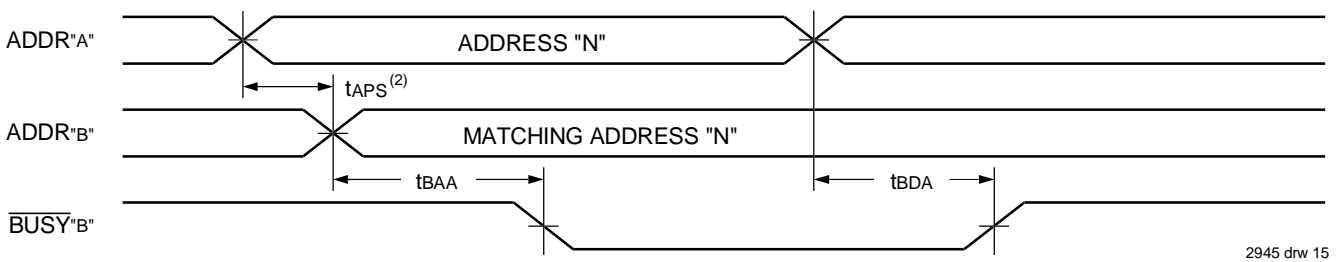 ADDR"A"
ADDRESS "N"
tAPS(2)
ADDR"B"
MATCHING ADDRESS "N"
tBAA
tBDA
BUSY"B"
2945 drw 15